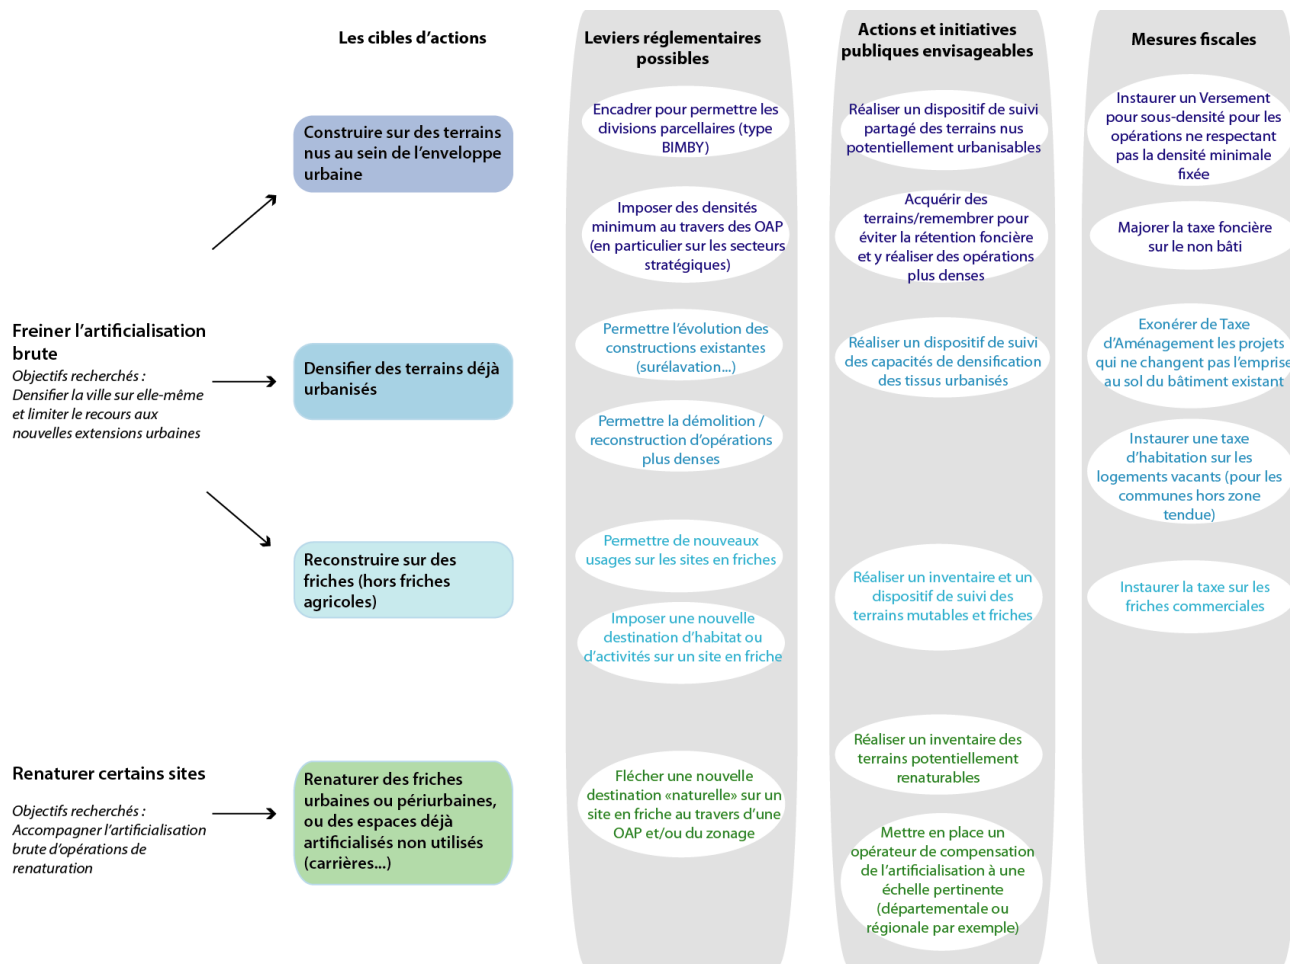 Les cibles d’actions
Leviers réglementaires
possibles
Actions et initiatives
publiques envisageables
Mesures fiscales
Freiner l’artificialisation
brute
Objectifs recherchés :
Densifier la ville sur elle-même
et limiter le recours aux
nouvelles extensions urbaines
Construire sur des terrains
nus au sein de l’enveloppe
urbaine
Encadrer pour permettre les
divisions parcellaires (type
BIMBY)
Imposer des densités
minimum au travers des OAP
(en particulier sur les secteurs
stratégiques)
Réaliser un dispositif de suivi
partagé des terrains nus
potentiellement urbanisables
Acquérir des
terrains/remembrer pour
éviter la rétention foncière
et y réaliser des opérations
plus denses
Instaurer un Versement
pour sous-densité pour les
opérations ne respectant
pas la densité minimale
fixée
Majorer la taxe foncière
sur le non bâti
Densifier des terrains déjà
urbanisés
Permettre l’évolution des
constructions existantes
(surélavation...)
Permettre la démolition /
reconstruction d’opérations
plus denses
Réaliser un dispositif de suivi
des capacités de densification
des tissus urbanisés
Exonérer de Taxe
d’Aménagement les projets
qui ne changent pas l’emprise
au sol du bâtiment existant
Instaurer une taxe
d’habitation sur les
logements vacants (pour les
communes hors zone
tendue)
Reconstruire sur des
friches (hors friches
agricoles)
Permettre de nouveaux
usages sur les sites en friches
Imposer une nouvelle
destination d’habitat ou
d’activités sur un site en friche
Réaliser un inventaire et un
dispositif de suivi des
terrains mutables et friches
Instaurer la taxe sur les
friches commerciales
Renaturer certains sites
Objectifs recherchés :
Accompagner l’artificialisation
brute d’opérations de
renaturation
Renaturer des friches
urbaines ou périurbaines,
ou des espaces déjà
artificialisés non utilisés
(carrières...)
Flécher une nouvelle
destination «naturelle» sur un
site en friche au travers d’une
OAP et/ou du zonage
Réaliser un inventaire des
terrains potentiellement
renaturables
Mettre en place un
opérateur de compensation
de l’artificialisation à une
échelle pertinente
(départementale ou
régionale par exemple)